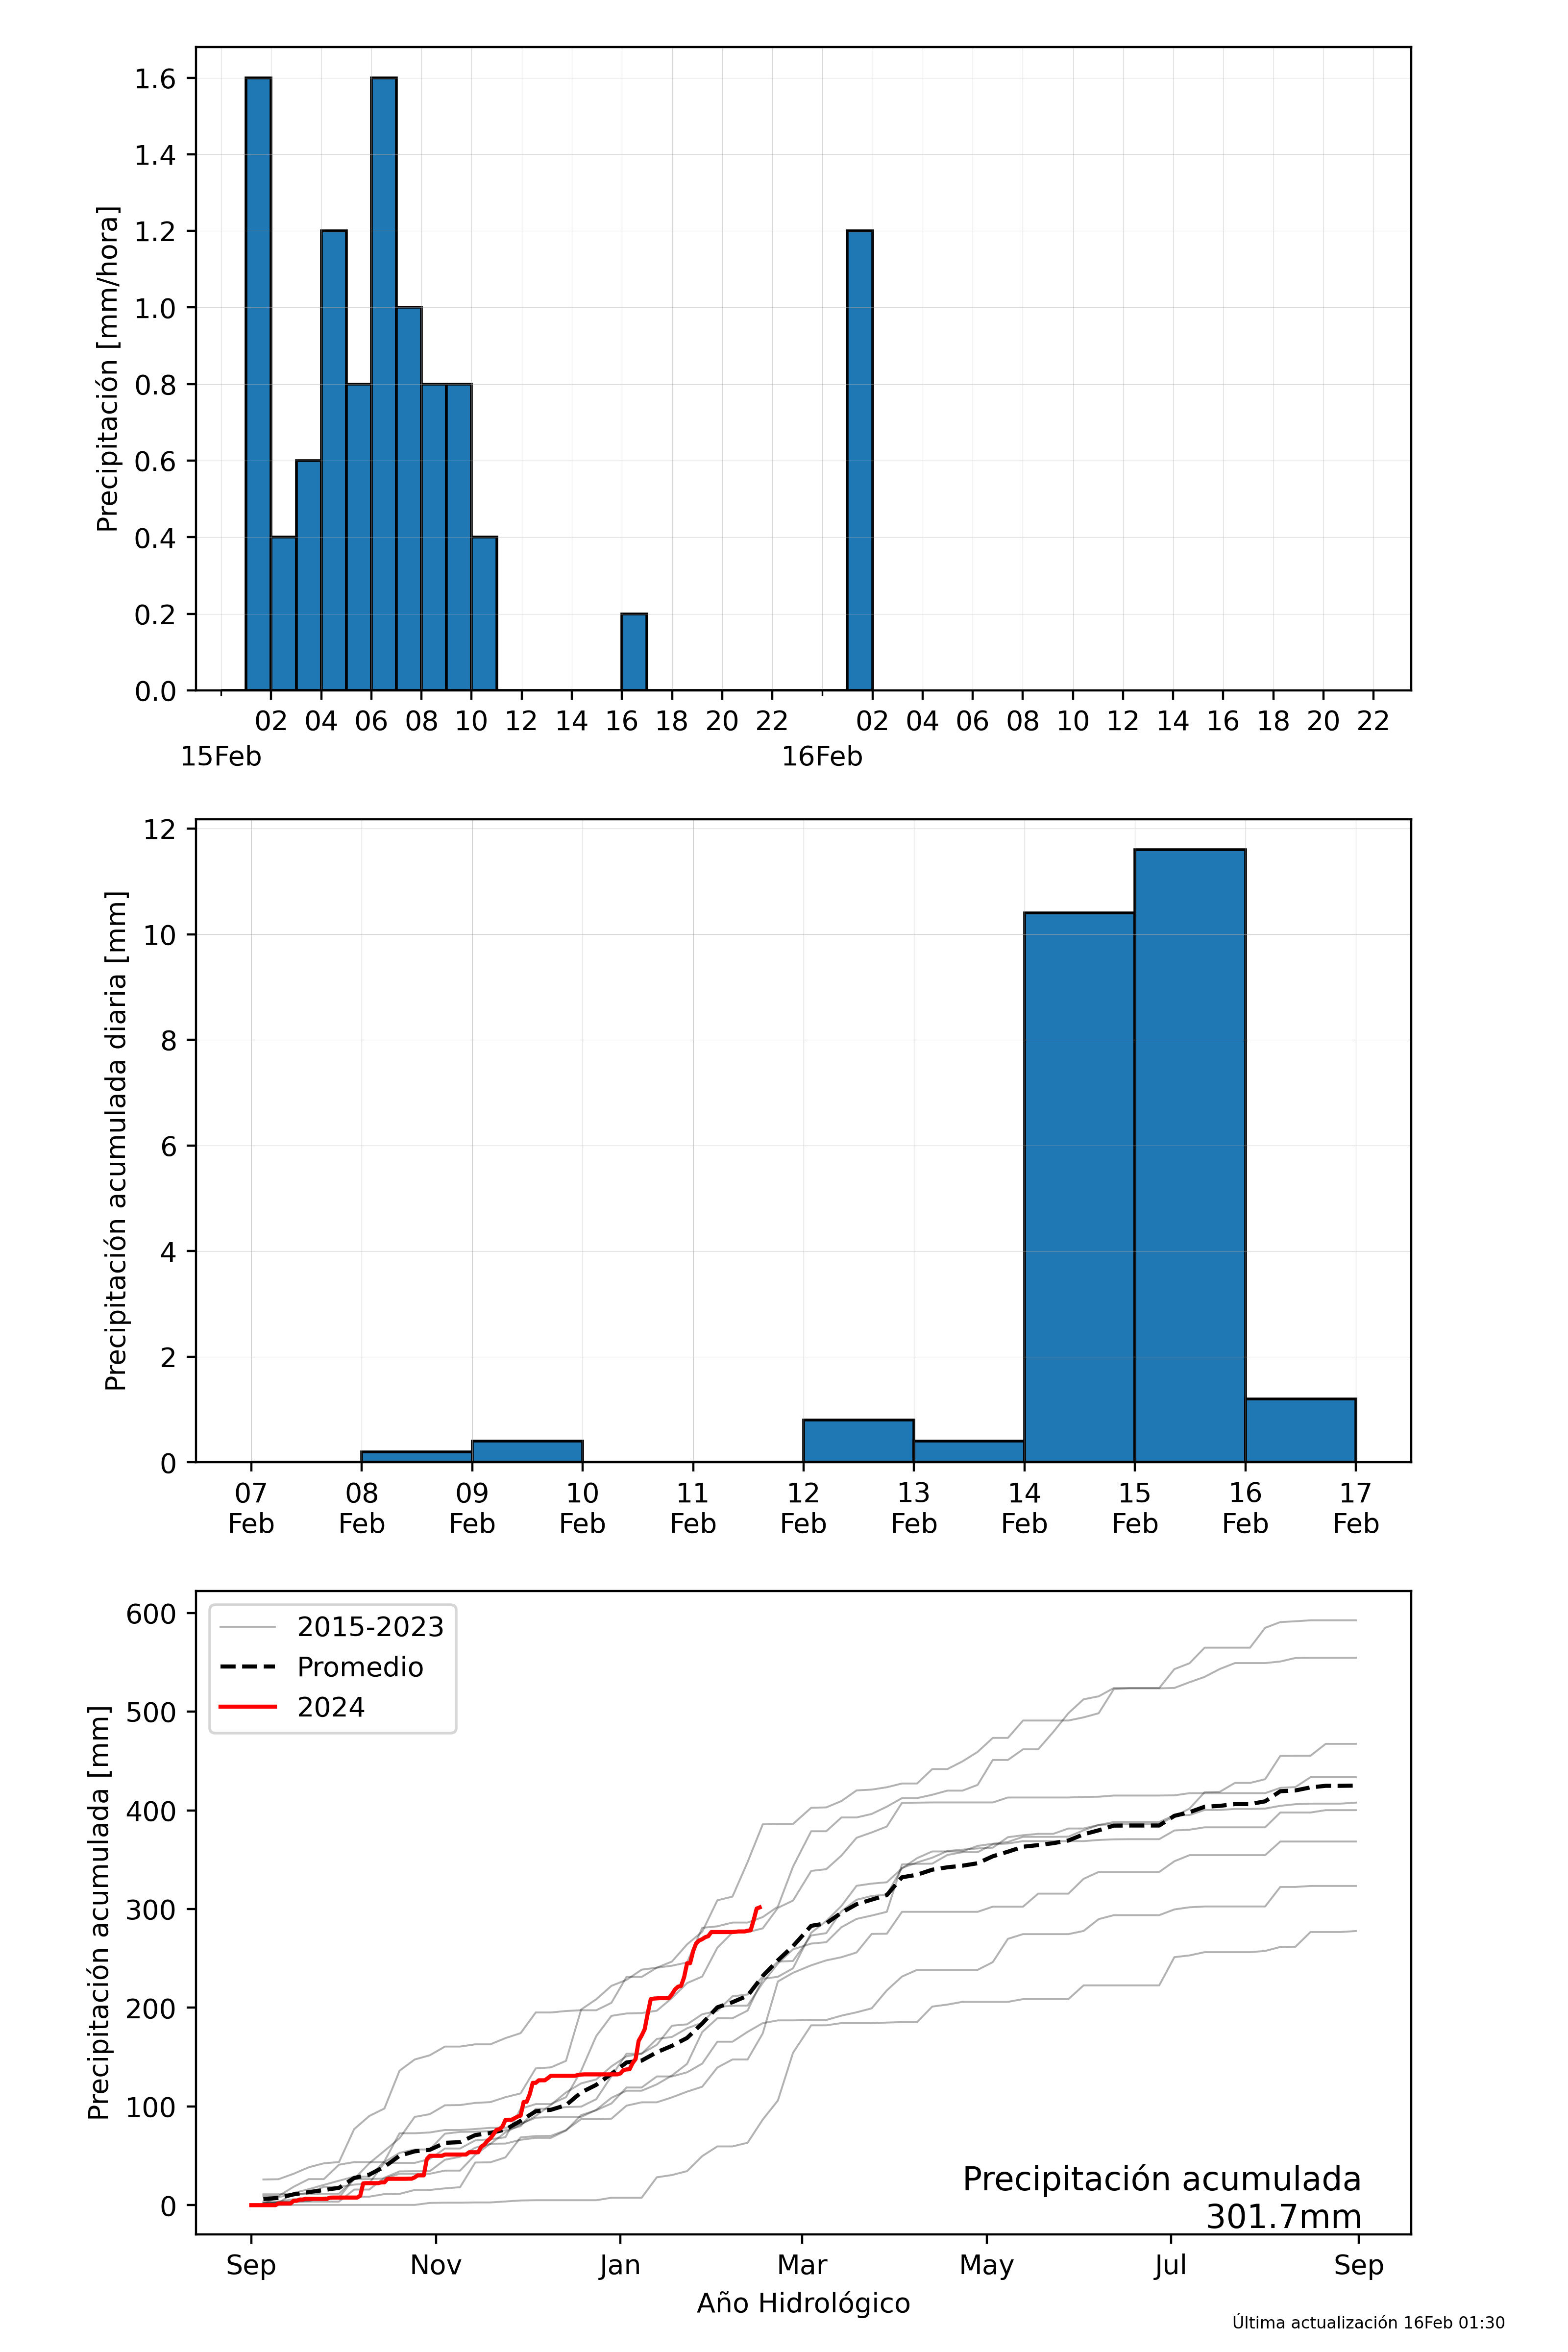 1.6
1.4
1.2
1.0
0.8
0.6
0.4
0.2
0.0
Precipitación [mm/hora]
02 04 06 08 10 12 14 16 18 20 22 02 04 06 08 10 12 14 16 18 20 22
15Feb 16Feb
12
10
8
6
4
2
0
Precipitación acumulada diaria [mm]
07 08 09 10 11 12 13 14 15 16 17
Feb Feb Feb Feb Feb Feb Feb Feb Feb Feb Feb
600
500
400
300
200
100
0
Precipitación acumulada [mm]
2015-2023
Promedio
2024
Precipitación acumulada
301.7mm
Sep Nov Jan Mar May Jul Sep
Año Hidrológico
Última actualización 16Feb 01:30